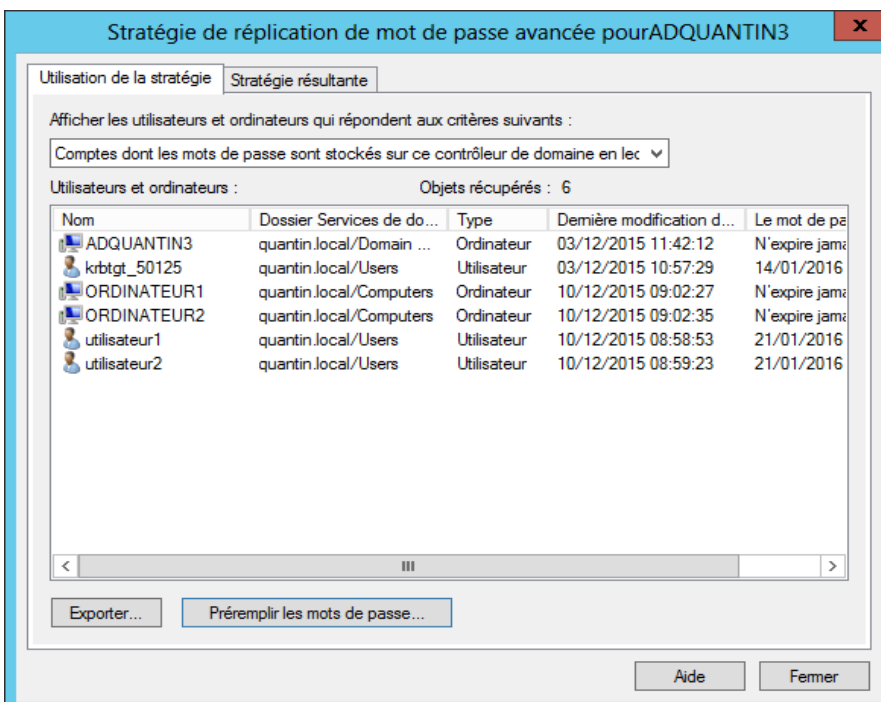 Stratégie de réplication de mot de passe avancée pourADQUANTIN3
x
Utilisation de la stratégie Stratégie résultante
Afficher les utilisateurs et ordinateurs qui répondent aux critères suivants :
Comptes dont les mots de passe sont stockés sur ce contrôleur de domaine en lec
Utilisateurs et ordinateurs : Objets récupérés : 6
Nom Dossier Services de do... Type Dernière modification d... Le mot de pa
ADQUANTIN3 quantin.local/Domain ... Ordinateur 03/12/2015 11:42:12 N'expire jama
krbtgt_50125 quantin.local/Users Utilisateur 03/12/2015 10:57:29 14/01/2016
ORDINATEUR1 quantin.local/Computers Ordinateur 10/12/2015 09:02:27 N'expire jama
ORDINATEUR2 quantin.local/Computers Ordinateur 10/12/2015 09:02:35 N'expire jama
utilisateur1 quantin.local/Users Utilisateur 10/12/2015 08:58:53 21/01/2016
utilisateur2 quantin.local/Users Utilisateur 10/12/2015 08:59:23 21/01/2016
Exporter... Préremplir les mots de passe...
Aide Fermer